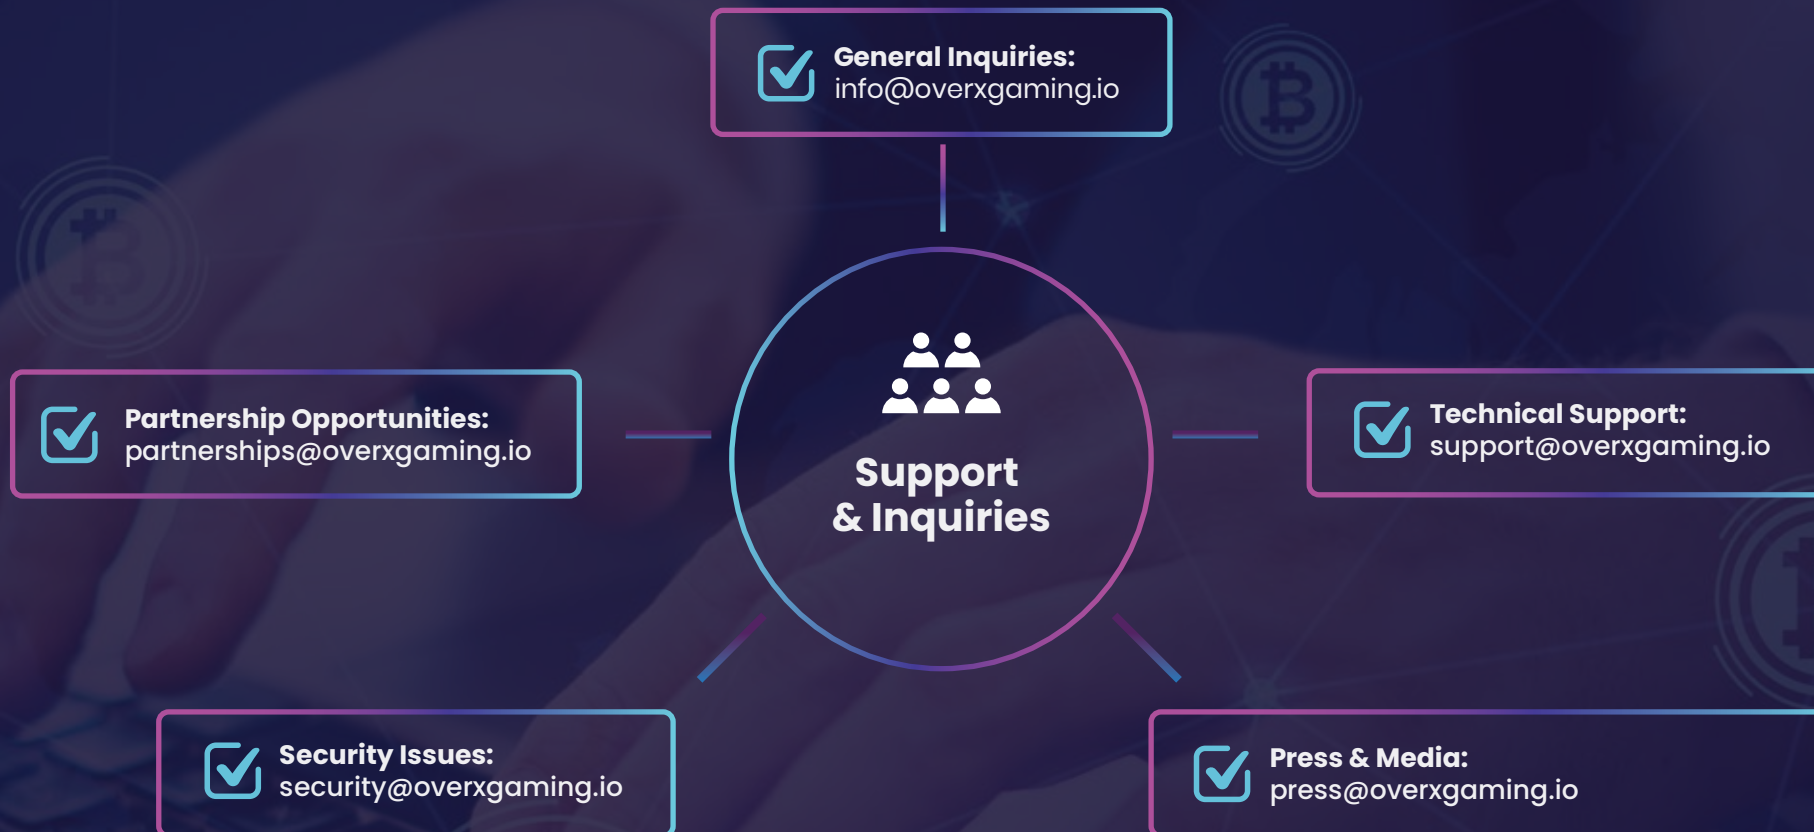 General Inquiries:
info@overxgaming.io
Partnership Opportunities:
partnerships@overxgaming.io
Support
& Inquiries
Technical Support:
support@overxgaming.io
Security Issues:
security@overxgaming.io
Press & Media:
press@overxgaming.io